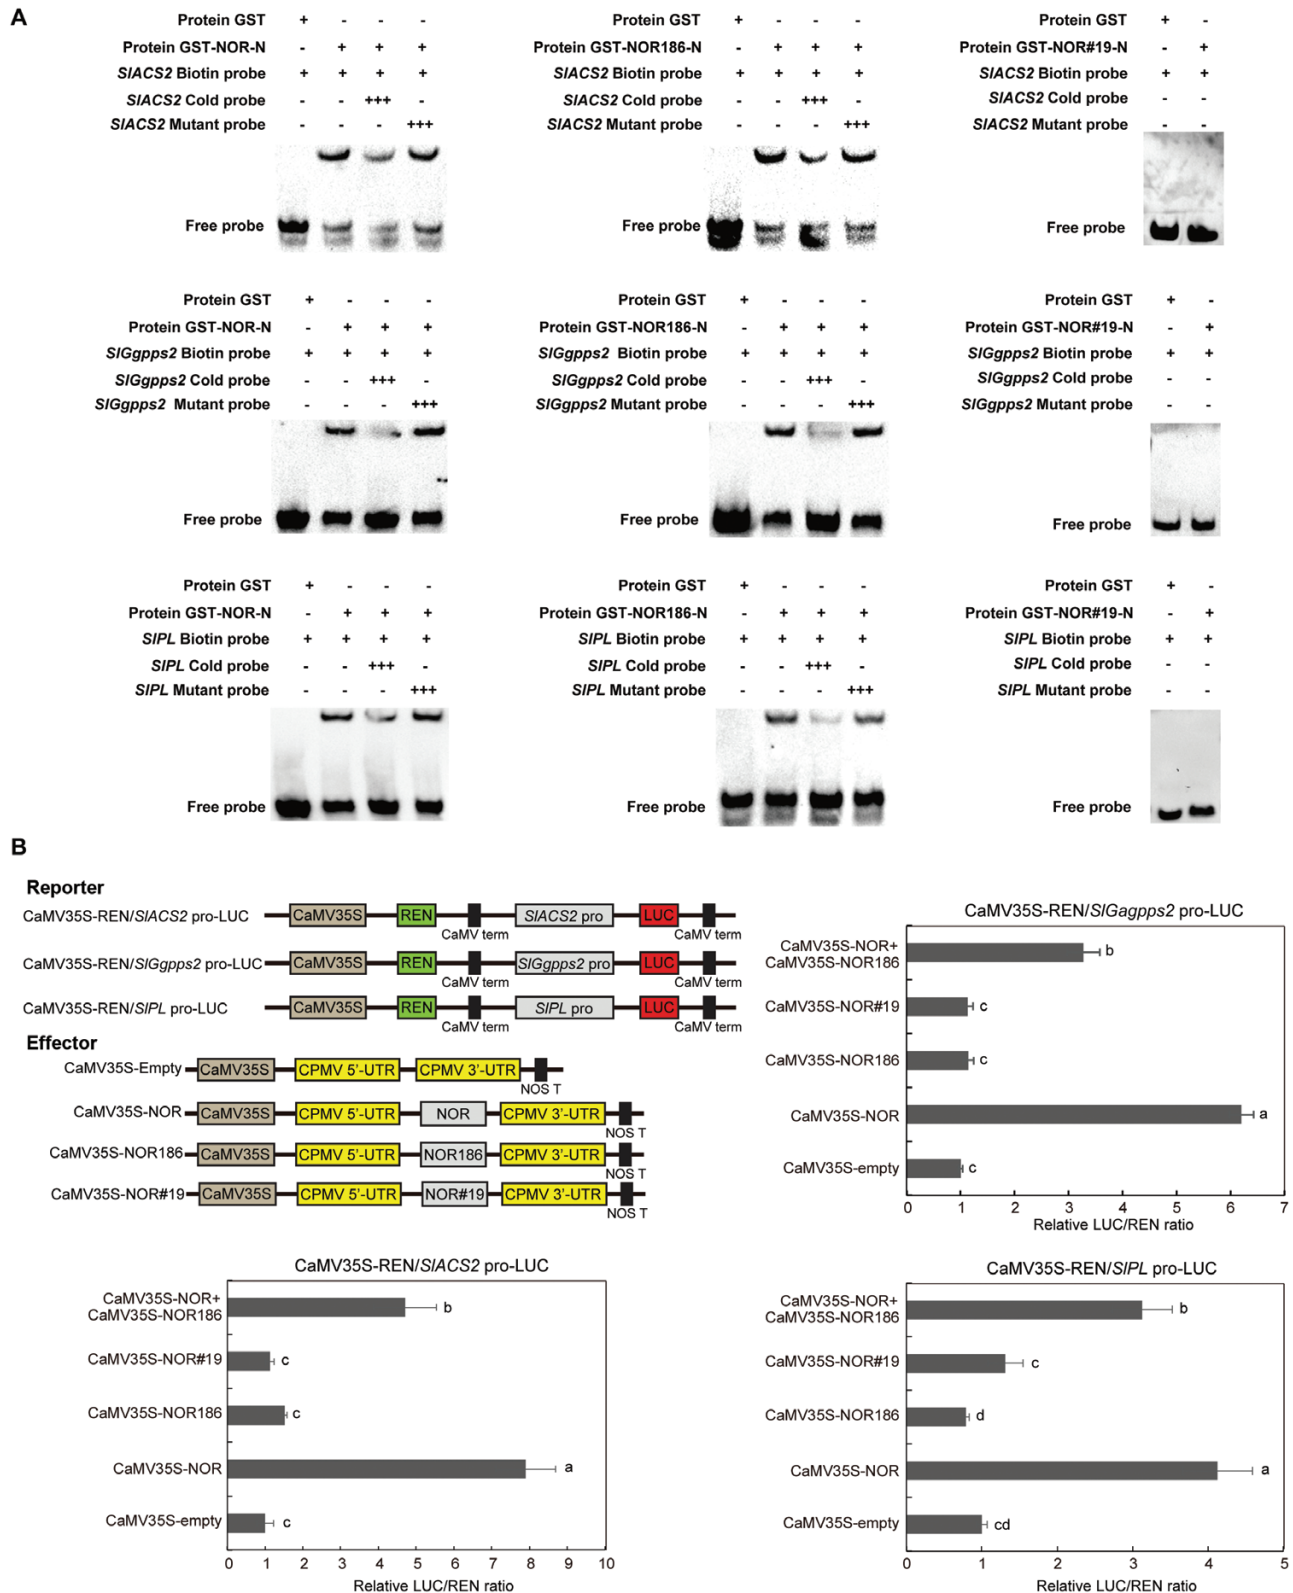 A
Protein GST + - - -
Protein GST-NOR-N - + + +
SlACS2 Biotin probe + + + +
SlACS2 Cold probe - - +++ -
SlACS2 Mutant probe - - - +++
Free probe
Protein GST + - - -
Protein GST-NOR186-N - + + +
SlACS2 Biotin probe + + + +
SlACS2 Cold probe - - +++ -
SlACS2 Mutant probe - - - +++
Free probe
Protein GST + -
Protein GST-NOR#19-N - +
SlACS2 Biotin probe + +
SlACS2 Cold probe - -
SlACS2 Mutant probe - -
Free probe
Protein GST + - - -
Protein GST-NOR-N - + + +
SlGgpps2 Biotin probe + + + +
SlGgpps2 Cold probe - - +++ -
SlGgpps2 Mutant probe - - - +++
Free probe
Protein GST + - - -
Protein GST-NOR186-N - + + +
SlGgpps2 Biotin probe + + + +
SlGgpps2 Cold probe - - +++ -
SlGgpps2 Mutant probe - - - +++
Free probe
Protein GST + -
Protein GST-NOR#19-N - +
SlGgpps2 Biotin probe + +
SlGgpps2 Cold probe - -
SlGgpps2 Mutant probe - -
Free probe
Protein GST + - - -
Protein GST-NOR-N - + + +
SlPL Biotin probe + + + +
SlPL Cold probe - - +++ -
SlPL Mutant probe - - - +++
Free probe
Protein GST + - - -
Protein GST-NOR186-N - + + +
SlPL Biotin probe + + + +
SlPL Cold probe - - +++ -
SlPL Mutant probe - - - +++
Free probe
Protein GST + -
Protein GST-NOR#19-N - +
SlPL Biotin probe + +
SlPL Cold probe - -
SlPL Mutant probe - -
Free probe
B
Reporter
CaMV35S-REN/SlACS2 pro-LUC CaMV35S REN SlACS2 pro LUC
CaMV term CaMV term
CaMV35S-REN/SlGgpps2 pro-LUC CaMV35S REN SlGgpps2 pro LUC
CaMV term CaMV term
CaMV35S-REN/SlPL pro-LUC CaMV35S REN SlPL pro LUC
CaMV term CaMV term
Effector
CaMV35S-Empty CaMV35S CPMV 5'-UTR CPMV 3'-UTR
NOS T
CaMV35S-NOR CaMV35S CPMV 5'-UTR NOR CPMV 3'-UTR
NOS T
CaMV35S-NOR186 CaMV35S CPMV 5'-UTR NOR186 CPMV 3'-UTR
NOS T
CaMV35S-NOR#19 CaMV35S CPMV 5'-UTR NOR#19 CPMV 3'-UTR
NOS T
CaMV35S-REN/SlGagpps2 pro-LUC
CaMV35S-NOR+
CaMV35S-NOR186 b
CaMV35S-NOR#19 c
CaMV35S-NOR186 c
CaMV35S-NOR a
CaMV35S-empty c
0 1 2 3 4 5 6 7
Relative LUC/REN ratio
CaMV35S-REN/SlACS2 pro-LUC
CaMV35S-NOR+
CaMV35S-NOR186 b
CaMV35S-NOR#19 c
CaMV35S-NOR186 c
CaMV35S-NOR a
CaMV35S-empty c
0 1 2 3 4 5 6 7 8 9 10
Relative LUC/REN ratio
CaMV35S-REN/SlPL pro-LUC
CaMV35S-NOR+
CaMV35S-NOR186 b
CaMV35S-NOR#19 c
CaMV35S-NOR186 d
CaMV35S-NOR a
CaMV35S-empty cd
0 1 2 3 4 5
Relative LUC/REN ratio